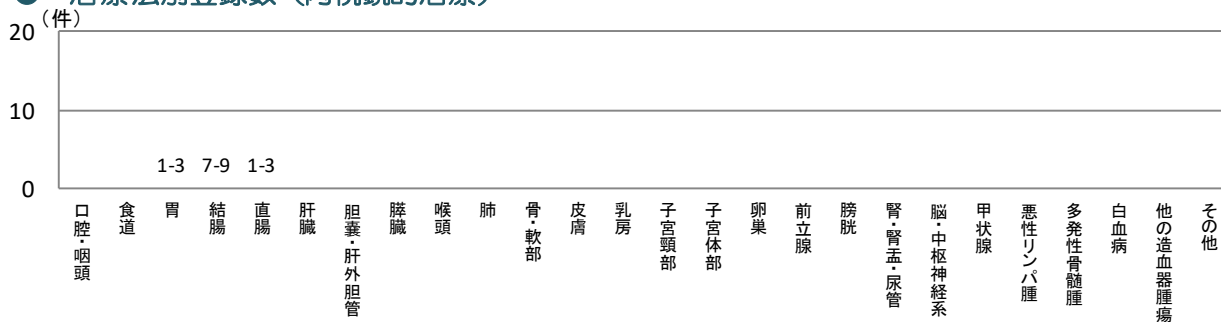 ● 治療法別登録数（内視鏡的治療）
（件）
20
10
0
1-3 7-9 1-3
口腔・咽頭
食道
胃
結腸
直腸
肝臓
胆嚢・肝外胆管
膵臓
喉頭
肺
骨・軟部
皮膚
乳房
子宮頸部
子宮体部
卵巣
前立腺
膀胱
腎・腎盂・尿管
脳・中枢神経系
甲状腺
悪性リンパ腫
多発性骨髄腫
白血病
他の造血器腫瘍
その他